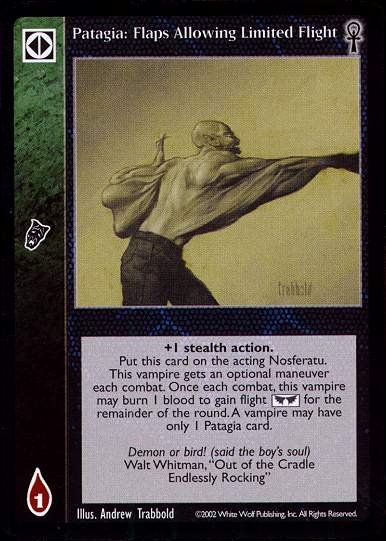 Patagia: Flaps Allowing Limited Flight
trabbold
+1 stealth action.
Put this card on the acting Nosferatu.
This vampire gets an optional maneuver
each combat. Once each combat, this vampire
may burn 1 blood to gain flight for the
remainder of the round. A vampire may have
only 1 Patagia card.
Demon or bird! (said the boy's soul)
Walt Whitman, "Out of the Cradle
Endlessly Rocking"
1
Illus. Andrew Trabbold
©2002 White Wolf Publishing, Inc. All Rights Reserved.